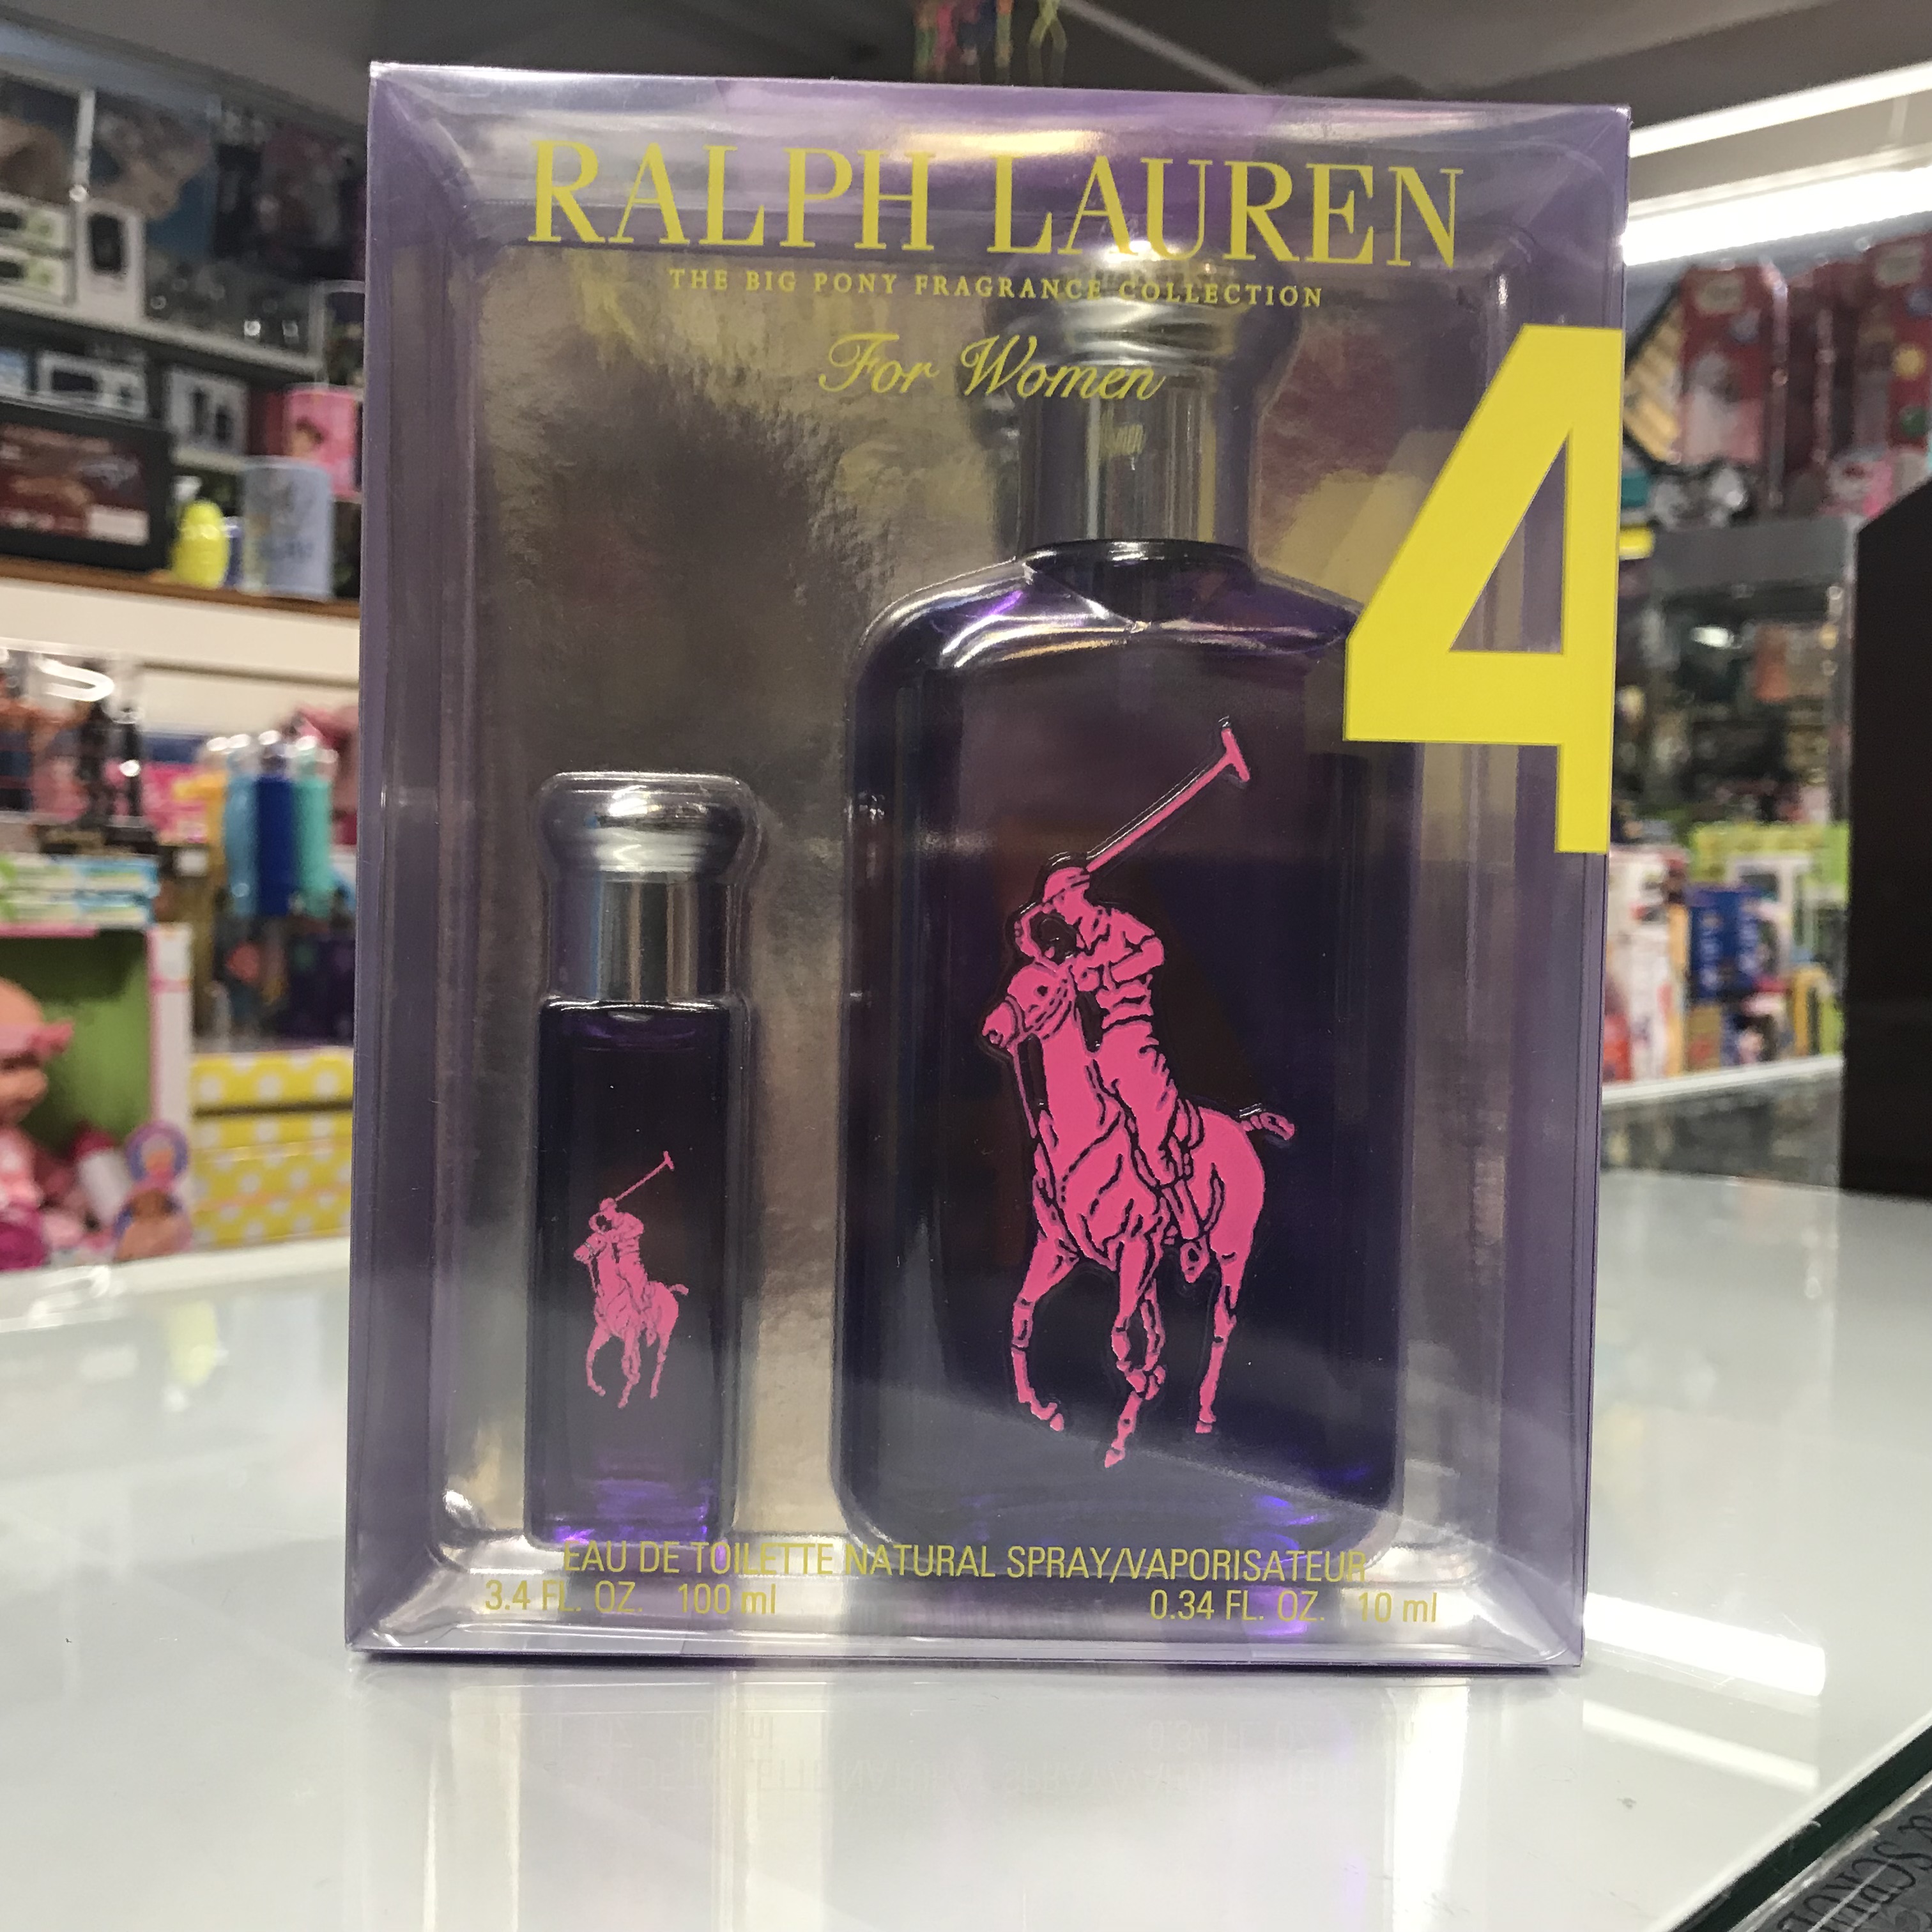 RALPH LAUREN
THE BIG PONY FRAGRANCE COLLECTION
For Women
4
EAU DE TOILETTE NATURAL SPRAY/VAPORISATEUR
3.4 FL. OZ. 100 ml 0.34 FL. OZ. 10 ml